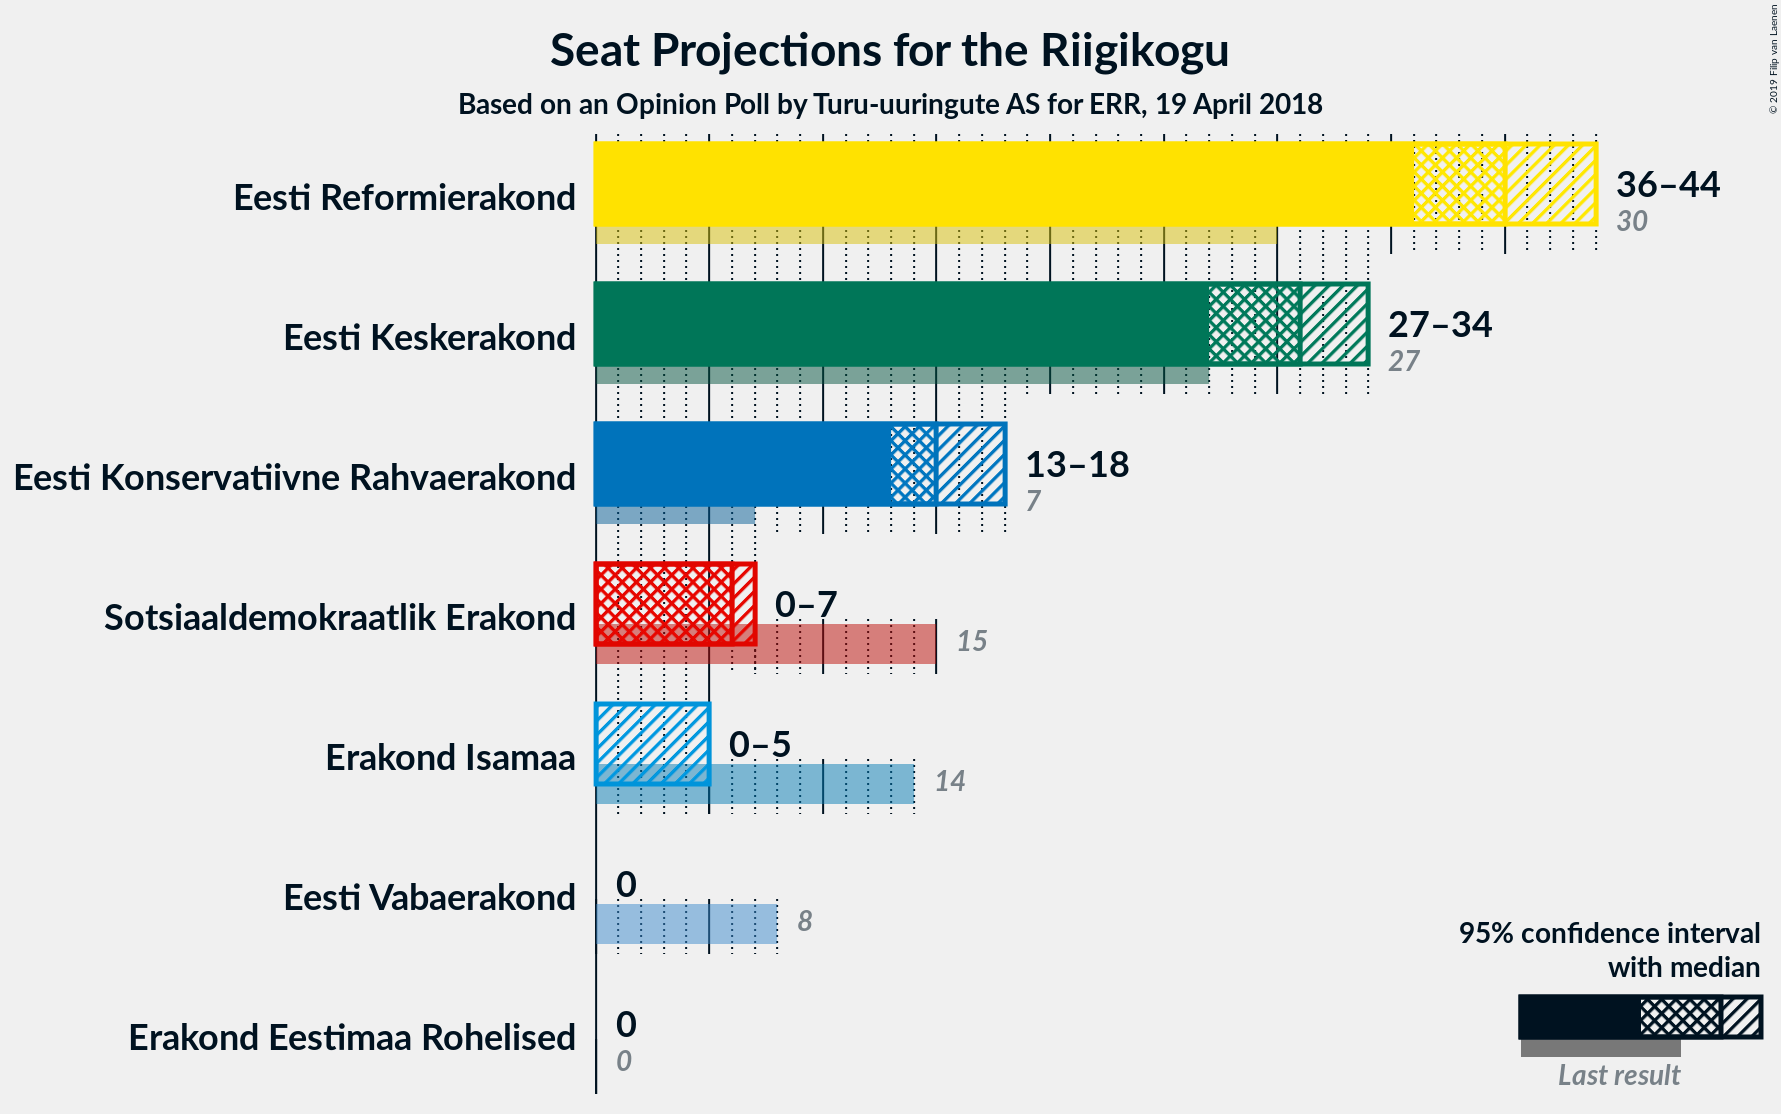 Seat Projections for the Riigikogu
Based on an Opinion Poll by Turu-uuringute AS for ERR, 19 April 2018
© 2019 Filip van Laenen
Eesti Reformierakond
36–44
30
Eesti Keskerakond
27–34
27
Eesti Konservatiivne Rahvaerakond
13–18
7
Sotsiaaldemokraatlik Erakond
0–7
15
Erakond Isamaa
0–5
14
Eesti Vabaerakond
0
8
Erakond Eestimaa Rohelised
0
0
95% confidence interval
with median
Last result